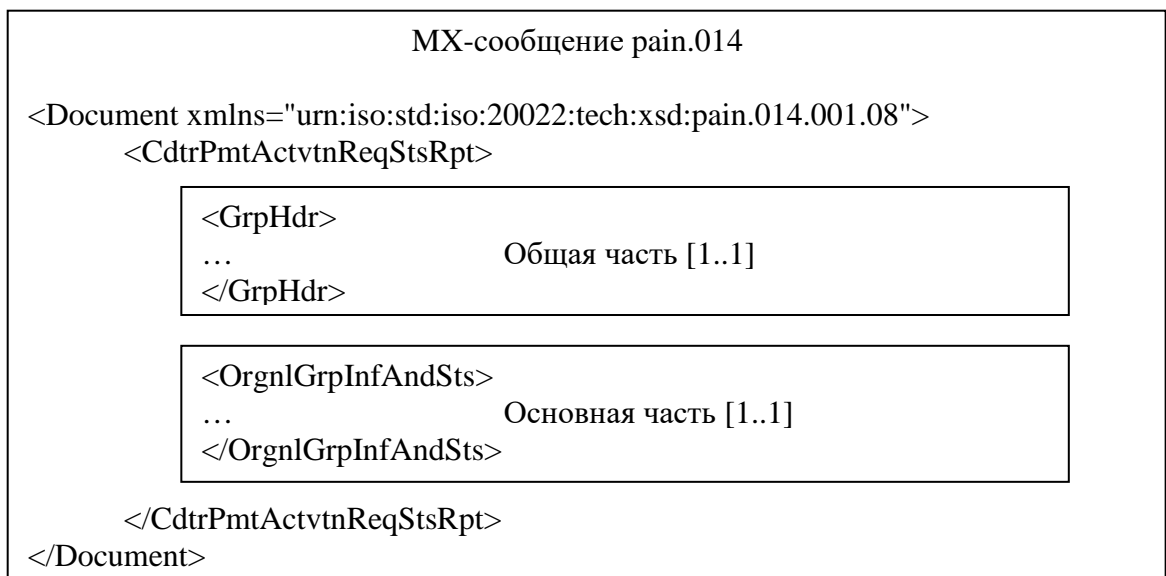 МХ-сообщение pain.014
<Document xmlns="urn:iso:std:iso:20022:tech:xsd:pain.014.001.08">
<CdtrPmtActvtnReqStsRpt>
<GrpHdr>
… Общая часть [1..1]
</GrpHdr>
<OrgnlGrpInfAndSts>
… Основная часть [1..1]
</OrgnlGrpInfAndSts>
</CdtrPmtActvtnReqStsRpt>
</Document>